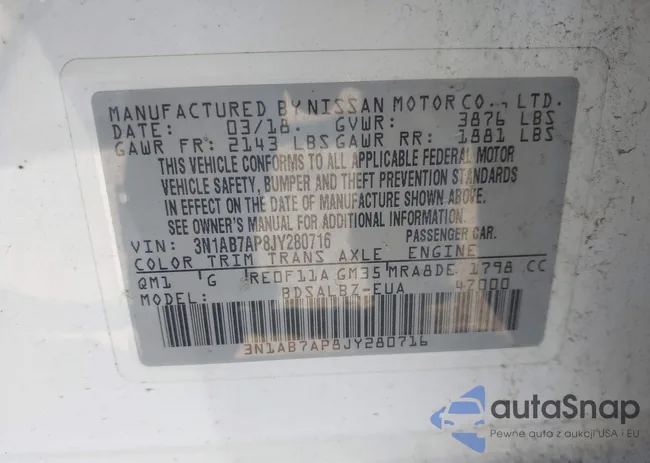 MANUFACTURED BY NISSAN MOTOR CO., LTD.
DATE: 03/18. GVWR: 3876 LBS
GAWR FR: 2143 LBS GAWR RR: 1881 LBS
THIS VEHICLE CONFORMS TO ALL APPLICABLE FEDERAL MOTOR
VEHICLE SAFETY, BUMPER AND THEFT PREVENTION STANDARDS
IN EFFECT ON THE DATE OF MANUFACTURE SHOWN ABOVE.
SEE OWNER'S MANUAL FOR ADDITIONAL INFORMATION.
VIN: 3N1AB7AP8JY280716 PASSENGER CAR.
COLOR TRIM TRANS AXLE ENGINE
QM1 G RE0F11A GM35 MRA8DE 1798 CC
MODEL: BDSALBZ-EUA 47000
3N1AB7AP8JY280716
autaSnap
Pewne auta z aukcji USA i EU